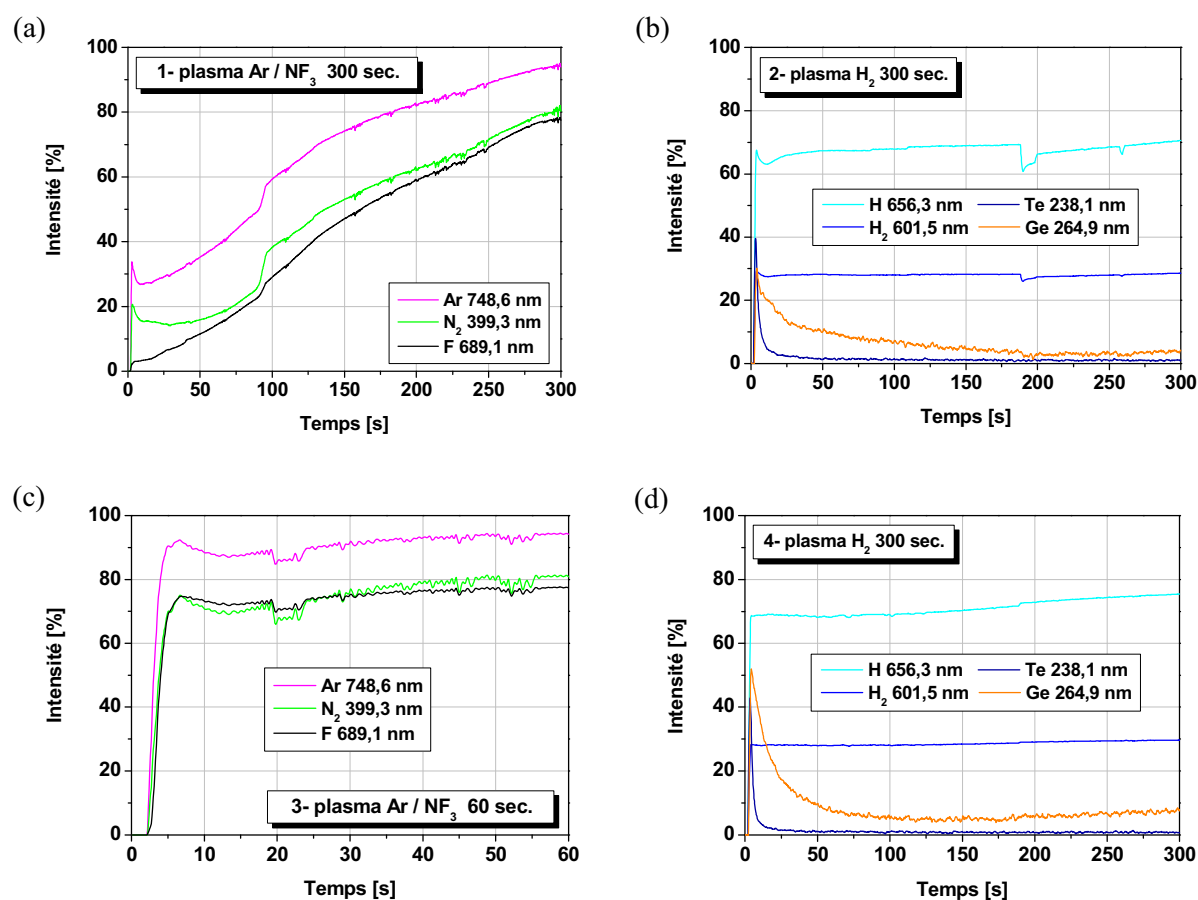 (a)
1- plasma Ar / NF3 300 sec.
Intensité [%]
100
80
60
40
20
0
Ar 748,6 nm
N2 399,3 nm
F 689,1 nm
0 50 100 150 200 250 300
Temps [s]
(b)
2- plasma H2 300 sec.
Intensité [%]
100
80
60
40
20
0
H 656,3 nm Te 238,1 nm
H2 601,5 nm Ge 264,9 nm
0 50 100 150 200 250 300
Temps [s]
(c)
Intensité [%]
100
80
60
40
20
0
Ar 748,6 nm
N2 399,3 nm
F 689,1 nm
3- plasma Ar / NF3 60 sec.
0 10 20 30 40 50 60
Temps [s]
(d)
4- plasma H2 300 sec.
Intensité [%]
100
80
60
40
20
0
H 656,3 nm Te 238,1 nm
H2 601,5 nm Ge 264,9 nm
0 50 100 150 200 250 300
Temps [s]